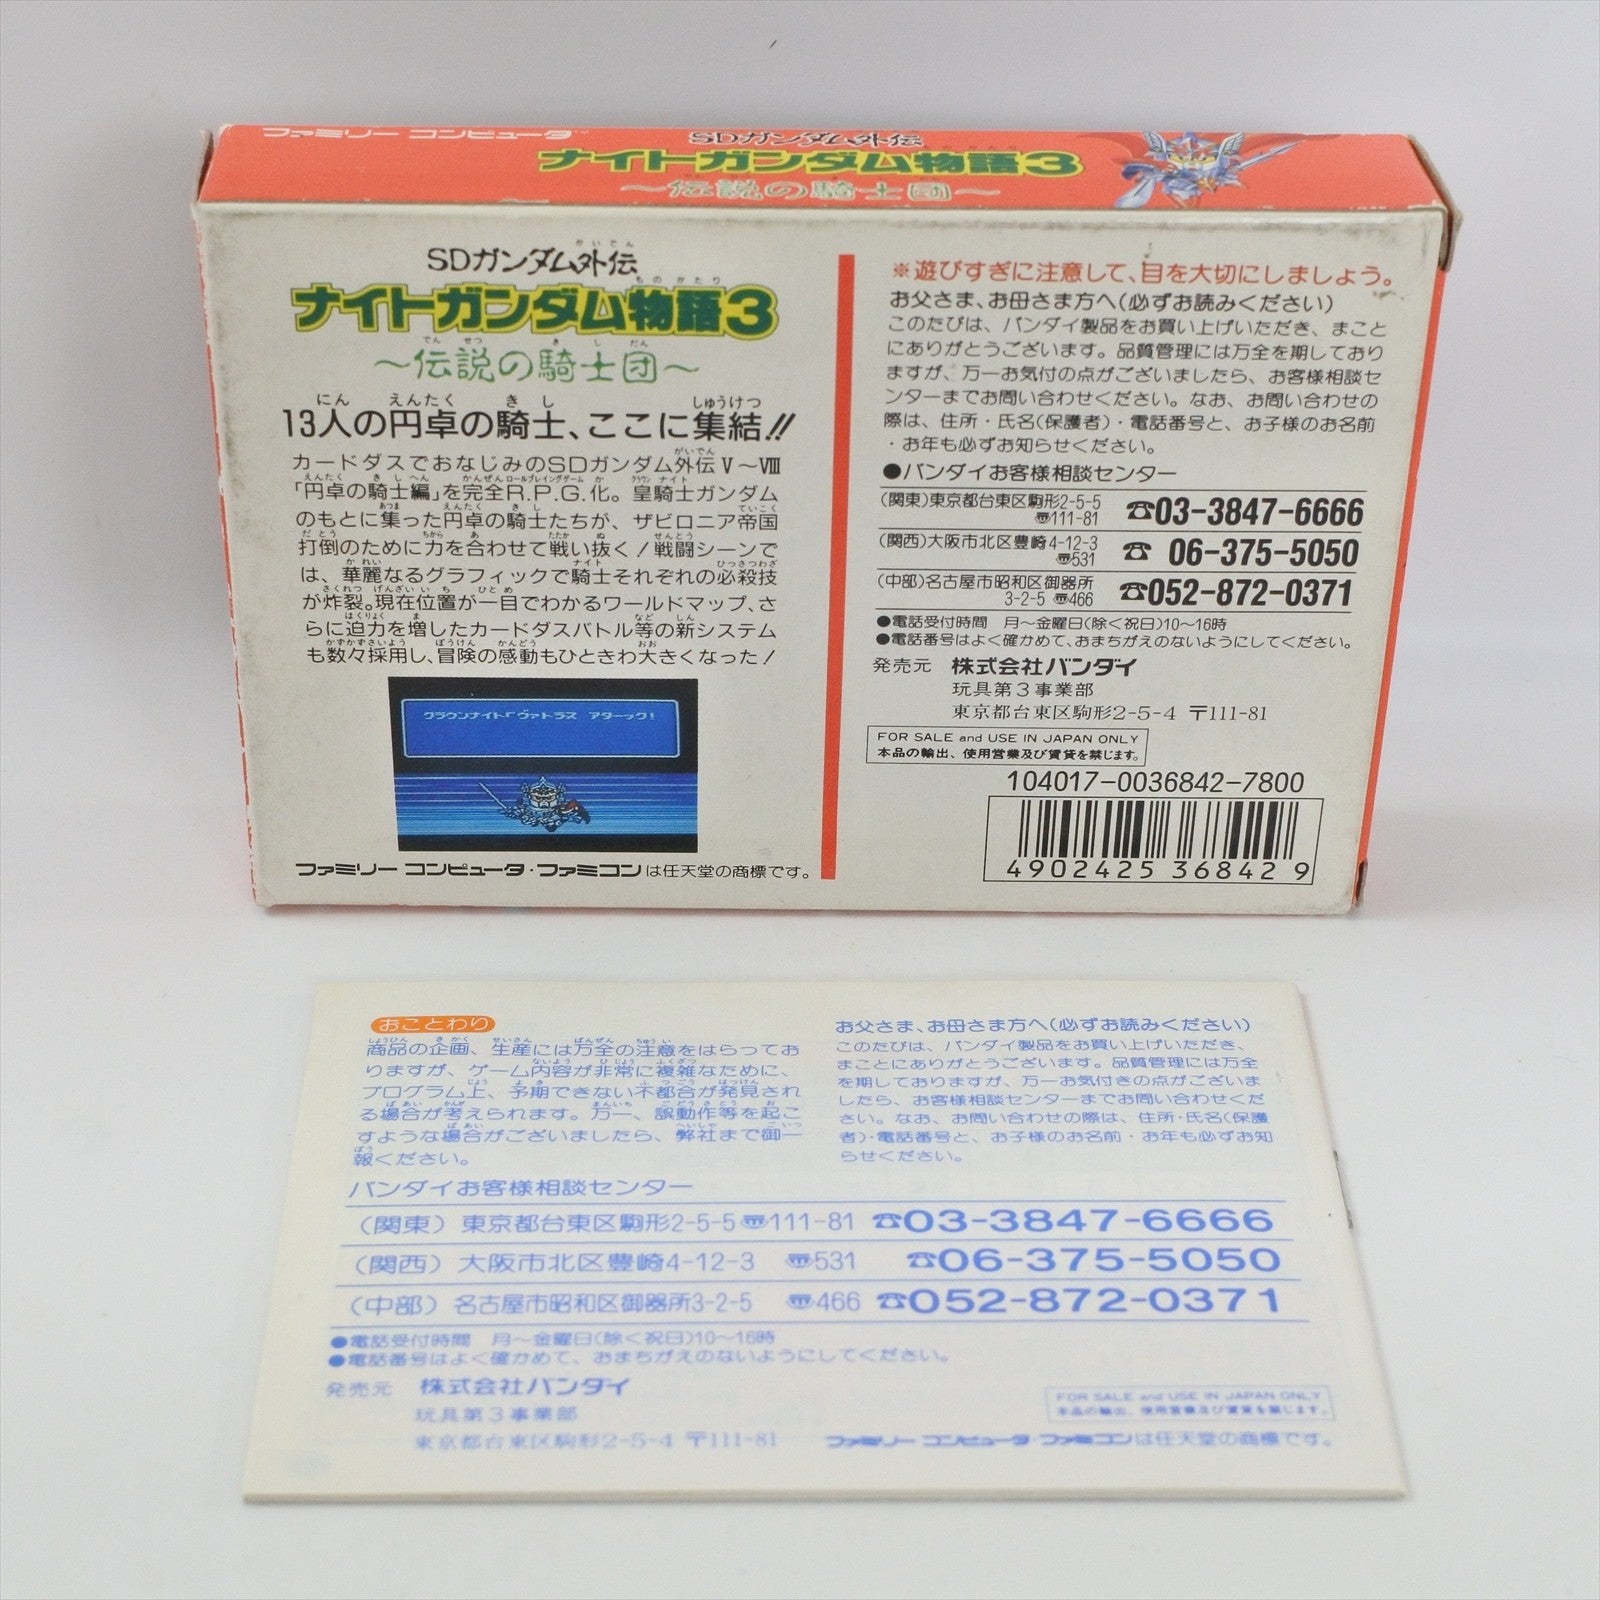 ファミリー コンピュータ™
SDガンダム外伝
ナイトガンダム物語3
～伝説の騎士団～
SDガンダム外伝
ナイトガンダム物語3
～伝説の騎士団～
13人の円卓の騎士、ここに集結!!
カードダスでおなじみのSDガンダム外伝Ⅴ～Ⅷ
「円卓の騎士編」を完全R.P.G.化。皇騎士ガンダム
のもとに集った円卓の騎士たちが、ザビロニア帝国
打倒のために力を合わせて戦い抜く！戦闘シーンで
は、華麗なるグラフィックで騎士それぞれの必殺技
が炸裂。現在位置が一目でわかるワールドマップ、さ
らに迫力を増したカードダスバトル等の新システム
も数々採用し、冒険の感動もひときわ大きくなった！
クラウンナイト「ヴァトラス アターック！
ファミリー コンピュータ・ファミコンは任天堂の商標です。
※遊びすぎに注意して、目を大切にしましょう。
お父さま、お母さま方へ(必ずお読みください)
このたびは、バンダイ製品をお買い上げいただき、まこと
にありがとうございます。品質管理には万全を期しており
ますが、万一お気付の点がございましたら、お客様相談セ
ンターまでお問い合わせください。なお、お問い合わせの
際は、住所・氏名(保護者)・電話番号と、お子様のお名前
・お年も必ずお知らせください。
●バンダイお客様相談センター
(関東)東京都台東区駒形2-5-5 〠111-81 ☎03-3847-6666
(関西)大阪市北区豊崎4-12-3 〠531 ☎06-375-5050
(中部)名古屋市昭和区御器所3-2-5 〠466 ☎052-872-0371
●電話受付時間 月～金曜日(除く祝日)10～16時
●電話番号はよく確かめて、おまちがえのないようにしてください。
発売元 株式会社バンダイ
玩具第3事業部
東京都台東区駒形2-5-4 〒111-81
FOR SALE and USE IN JAPAN ONLY
本品の輸出、使用営業及び賃貸を禁じます。
104017-0036842-7800
4902425368429
おことわり
商品の企画、生産には万全の注意をはらってお
りますが、ゲーム内容が非常に複雑なために、
プログラム上、予期できない不都合が発見され
る場合が考えられます。万一、誤動作等を起こ
すような場合がございましたら、弊社まで御一
報ください。
お父さま、お母さま方へ(必ずお読みください)
このたびは、バンダイ製品をお買い上げいただき、
まことにありがとうございます。品質管理には万全
を期しておりますが、万一お気付きの点がございま
したら、お客様相談センターまでお問い合わせくだ
さい。なお、お問い合わせの際は、住所・氏名(保護
者)・電話番号と、お子様のお名前・お年も必ずお知
らせください。
バンダイお客様相談センター
(関東) 東京都台東区駒形2-5-5〠111-81 ☎03-3847-6666
(関西) 大阪市北区豊崎4-12-3 〠531 ☎06-375-5050
(中部) 名古屋市昭和区御器所3-2-5 〠466 ☎052-872-0371
●電話受付時間 月～金曜日(除く祝日)10～16時
●電話番号はよく確かめて、おまちがえのないようにしてください。
発売元 株式会社バンダイ
玩具第3事業部
東京都台東区駒形2-5-4 〒111-81
FOR SALE and USE IN JAPAN ONLY
本品の輸出、使用営業及び賃貸を禁じます。
ファミリー コンピュータ・ファミコンは任天堂の商標です。